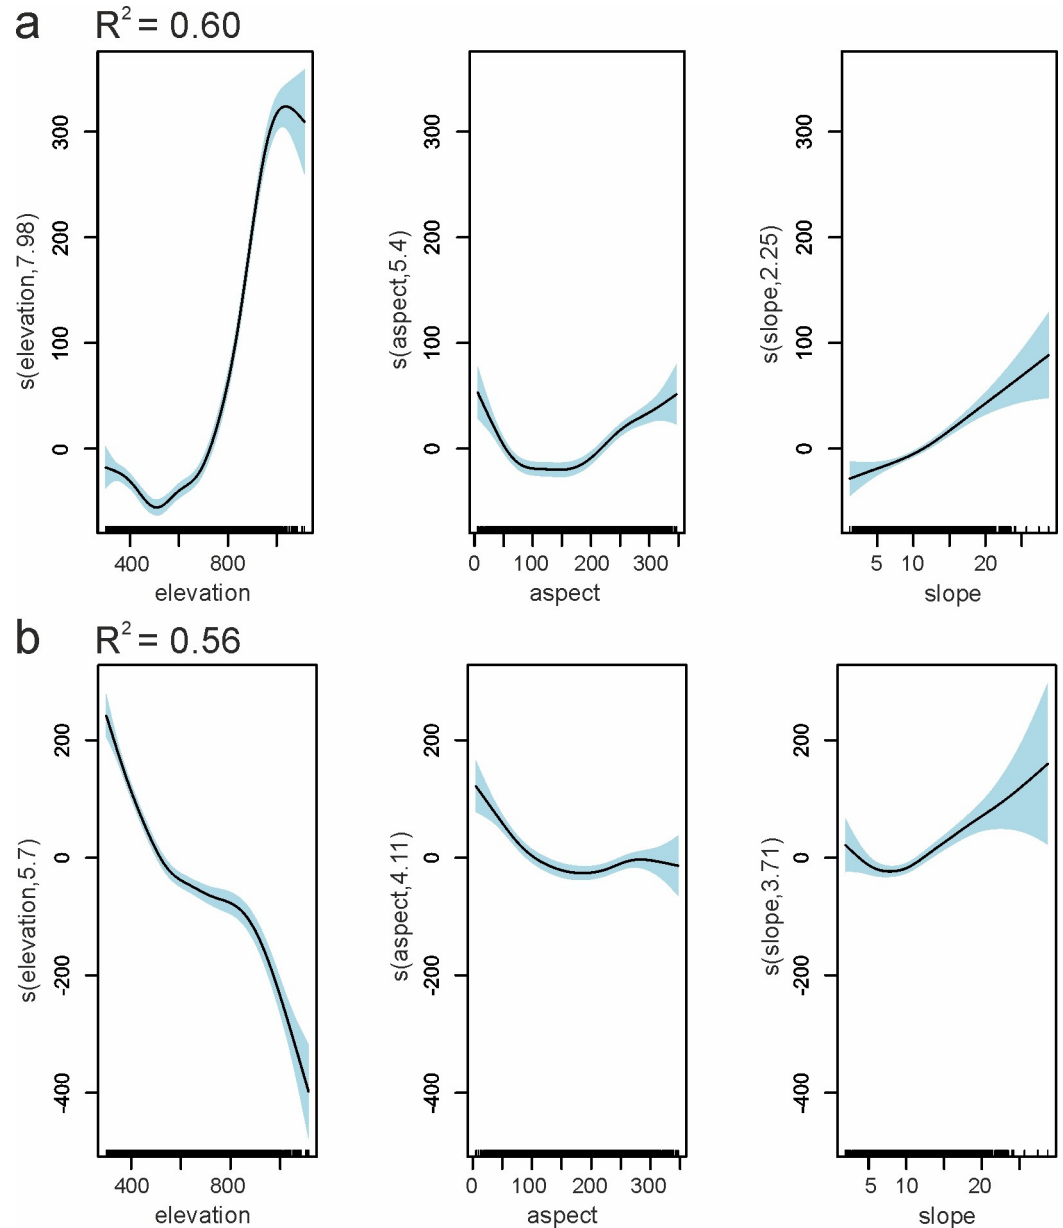 a R² = 0.60
s(elevation,7.98)
0 100 200 300
400 800
elevation
s(aspect,5.4)
0 100 200 300
0 100 200 300
aspect
s(slope,2.25)
0 100 200 300
5 10 20
slope
b R² = 0.56
s(elevation,5.7)
-400 -200 0 200
400 800
elevation
s(aspect,4.11)
-400 -200 0 200
0 100 200 300
aspect
s(slope,3.71)
-400 -200 0 200
5 10 20
slope